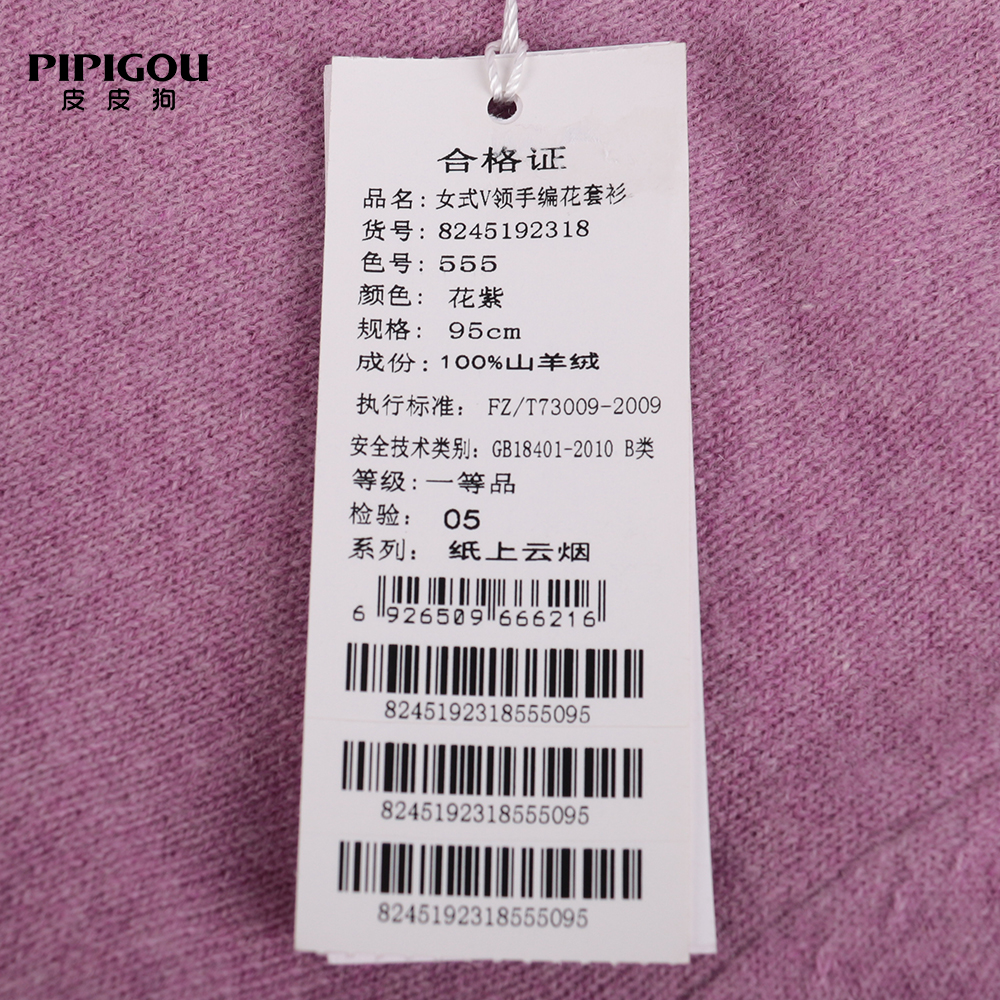 PIPIGOU
皮皮狗
合格证
品名:女式V领手编花套衫
货号:8245192318
色号:555
颜色: 花紫
规格: 95cm
成份:100%山羊绒
执行标准: FZ/T73009-2009
安全技术类别: GB18401-2010 B类
等级:一等品
检验: 05
系列: 纸上云烟
6 926509 666216
8245192318555095
8245192318555095
8245192318555095